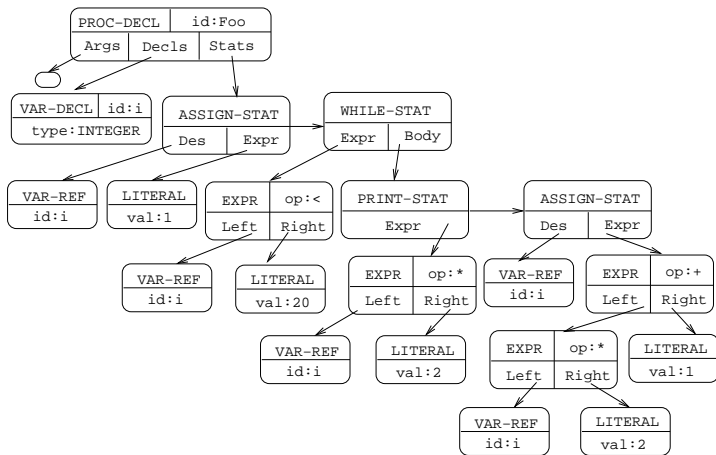 PROC-DECL id:Foo
Args Decls Stats
VAR-DECL id:i
type:INTEGER
ASSIGN-STAT
Des Expr
WHILE-STAT
Expr Body
VAR-REF
id:i
LITERAL
val:1
EXPR op:<
Left Right
PRINT-STAT
Expr
ASSIGN-STAT
Des Expr
VAR-REF
id:i
LITERAL
val:20
EXPR op:*
Left Right
VAR-REF
id:i
EXPR op:+
Left Right
VAR-REF
id:i
LITERAL
val:2
EXPR op:*
Left Right
LITERAL
val:1
VAR-REF
id:i
LITERAL
val:2